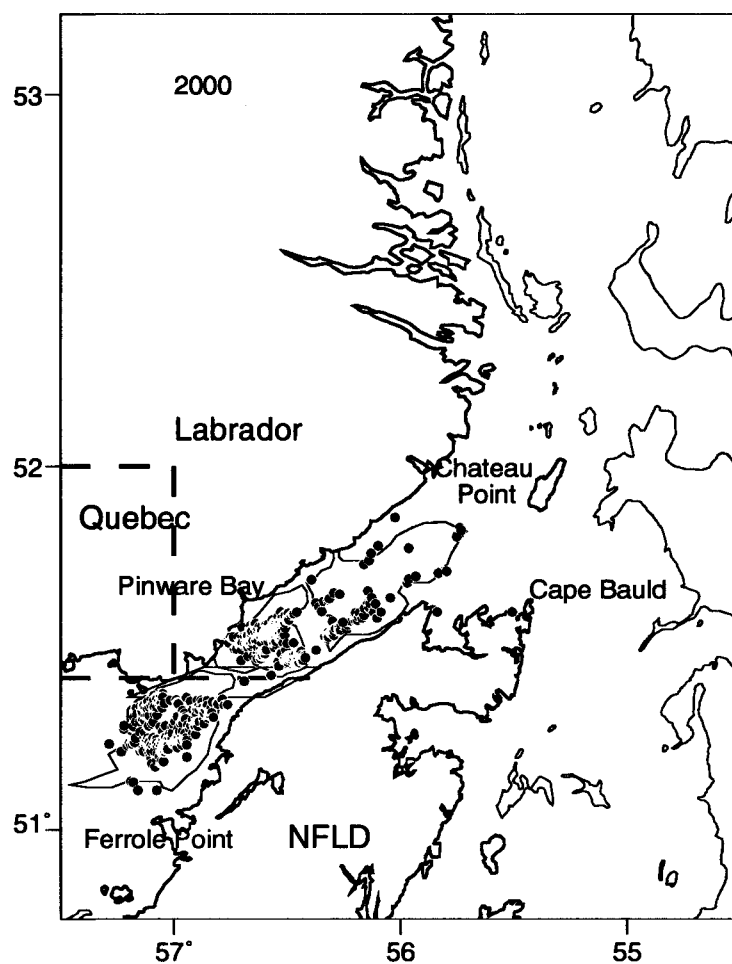 53
2000
Labrador
52
Chateau
Point
Quebec
Pinware Bay
Cape Bauld
51°
Ferrole Point
NFLD
57°
56
55